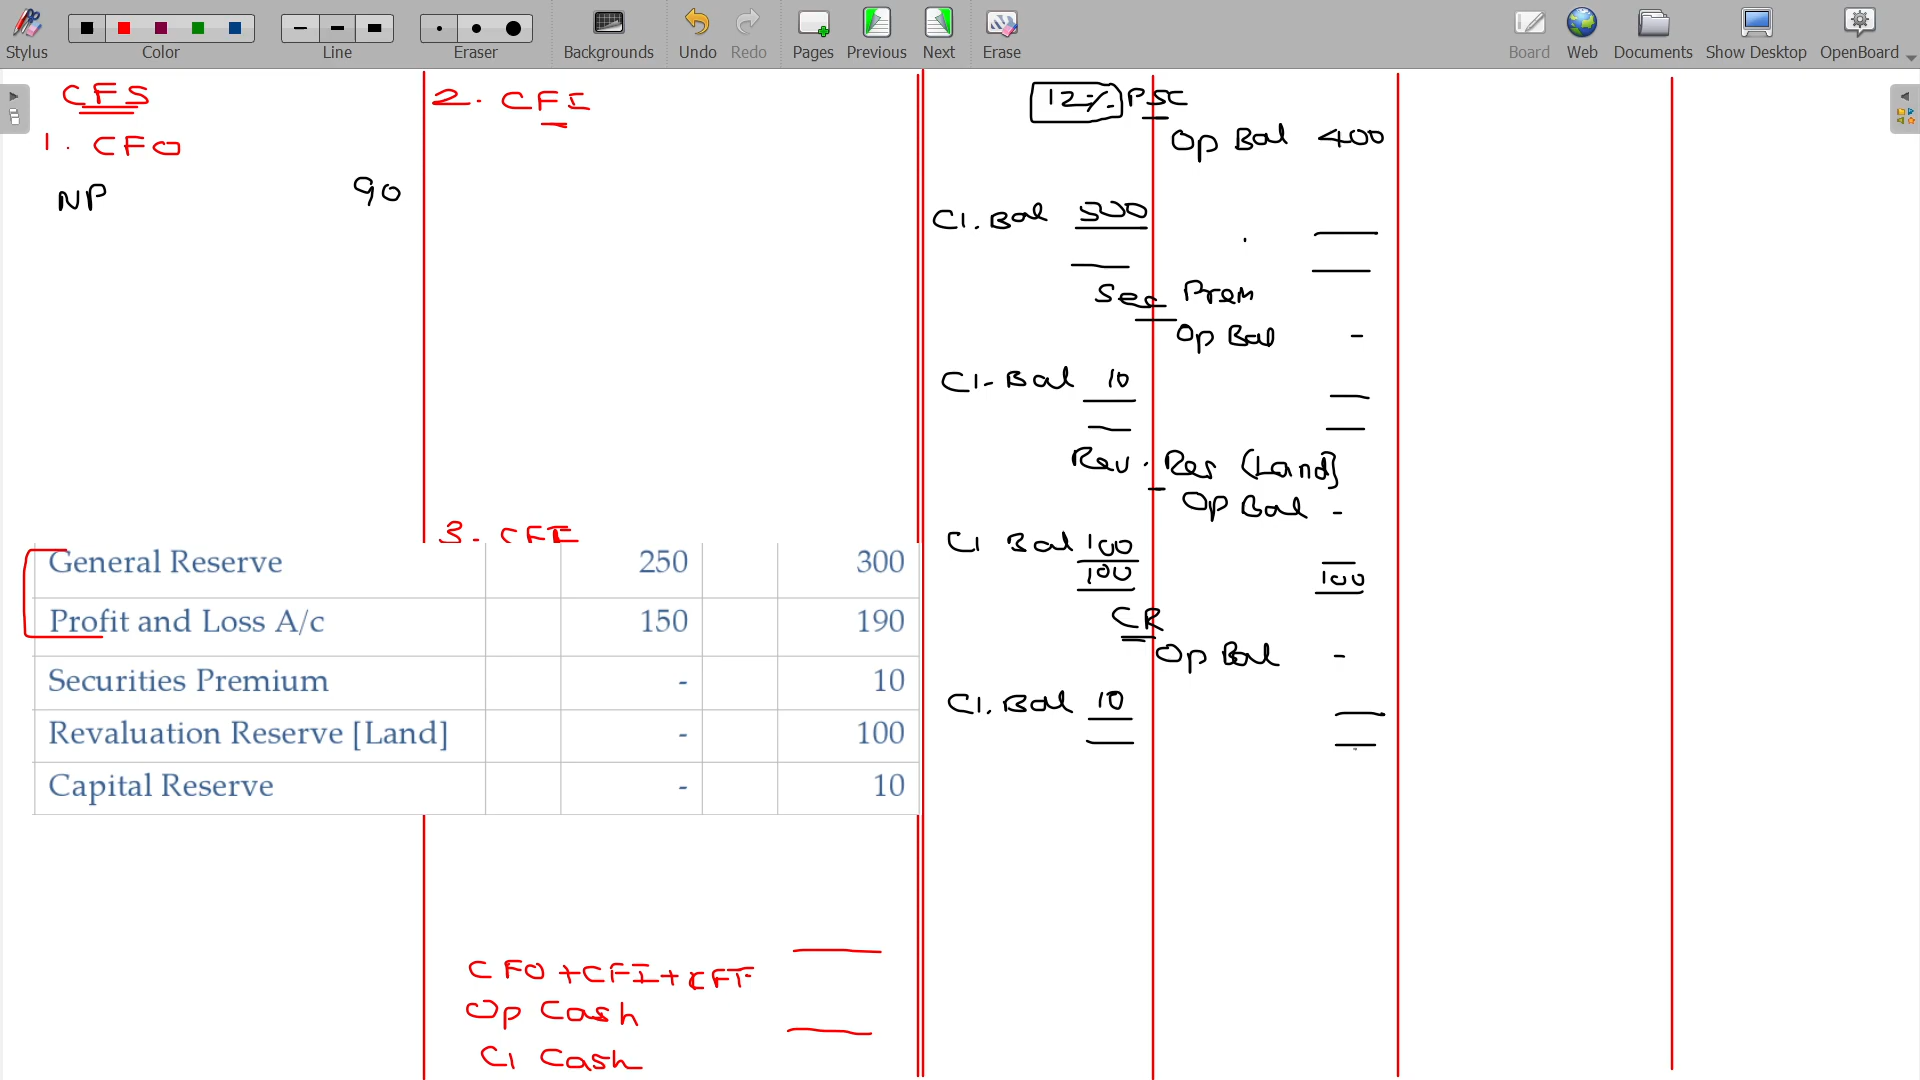 Stylus Color Line Eraser Backgrounds Undo Redo Pages Previous Next Erase Board Web Documents Show Desktop OpenBoard
CFS
1. CFO
NP 90
2. CFI
3. CFF
General Reserve 250 300
Profit and Loss A/c 150 190
Securities Premium - 10
Revaluation Reserve [Land] - 100
Capital Reserve - 10
CFO + CFI + CFF
Op Cash
Cl Cash
12% PSC
Op Bal 400
Cl. Bal 500
Sec Prem
Op Bal -
Cl. Bal 10
Rev. Res [Land]
Op Bal -
Cl Bal 100
100 100
CR
Op Bal -
Cl. Bal 10